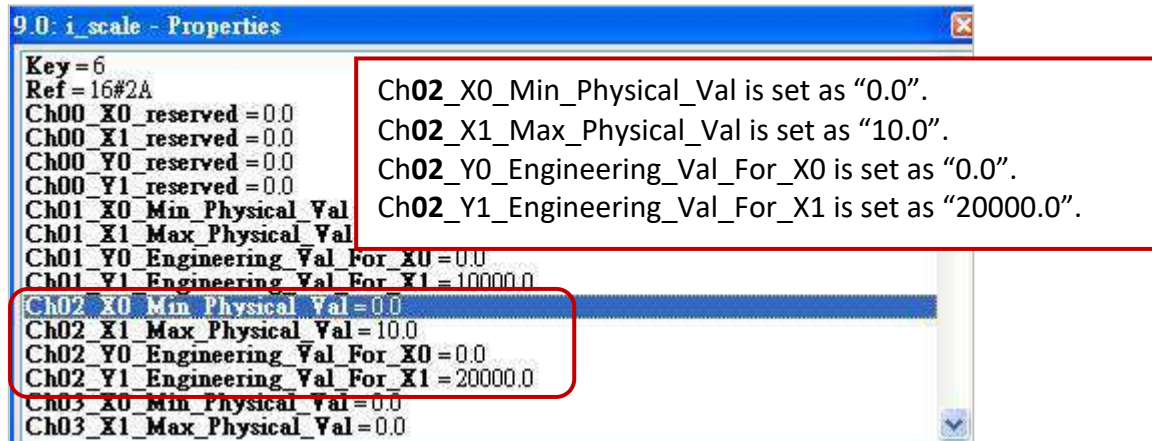 9.0: i_scale - Properties
Key = 6
Ref = 16#2A
Ch00_X0_reserved = 0.0
Ch00_X1_reserved = 0.0
Ch00_Y0_reserved = 0.0
Ch00_Y1_reserved = 0.0
Ch01_X0_Min_Physical_Val
Ch01_X1_Max_Physical_Val
Ch01_Y0_Engineering_Val_For_X0 = 0.0
Ch01_Y1_Engineering_Val_For_X1 = 10000.0
Ch02_X0_Min_Physical_Val = 0.0
Ch02_X1_Max_Physical_Val = 10.0
Ch02_Y0_Engineering_Val_For_X0 = 0.0
Ch02_Y1_Engineering_Val_For_X1 = 20000.0
Ch03_X0_Min_Physical_Val = 0.0
Ch03_X1_Max_Physical_Val = 0.0
Ch02_X0_Min_Physical_Val is set as “0.0”.
Ch02_X1_Max_Physical_Val is set as “10.0”.
Ch02_Y0_Engineering_Val_For_X0 is set as “0.0”.
Ch02_Y1_Engineering_Val_For_X1 is set as “20000.0”.